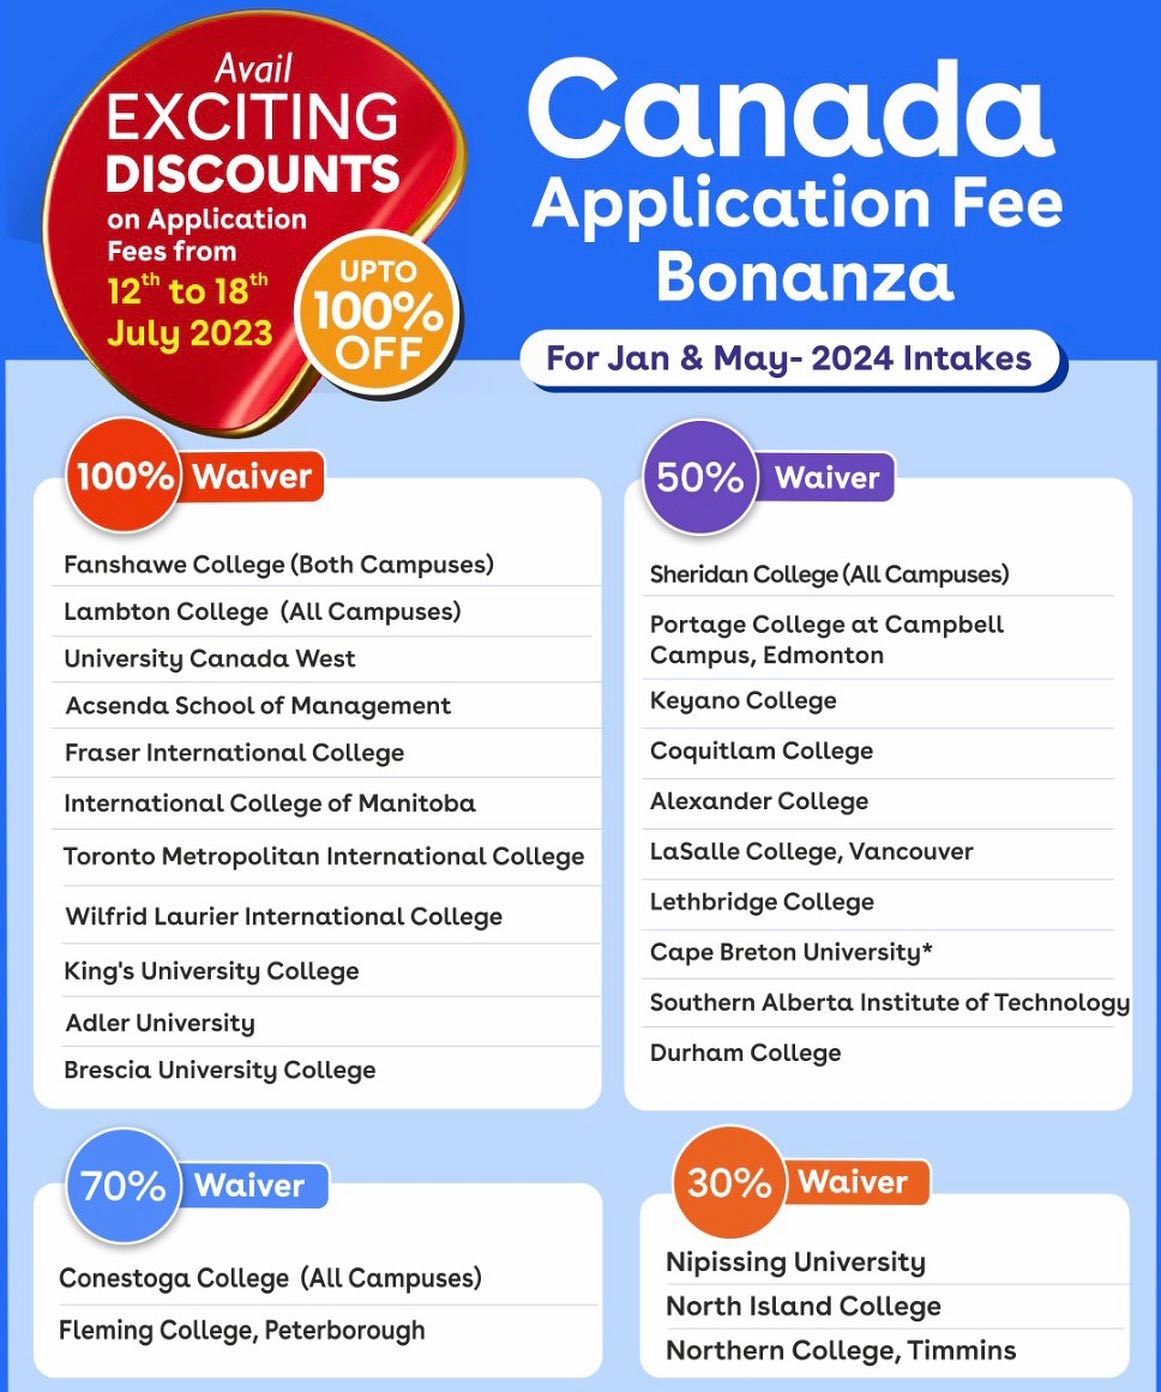 Avail
EXCITING
DISCOUNTS
on Application
Fees from
12th to 18th
July 2023
UPTO
100%
OFF
Canada
Application Fee
Bonanza
For Jan & May- 2024 Intakes
100% Waiver
Fanshawe College (Both Campuses)
Lambton College (All Campuses)
University Canada West
Acsenda School of Management
Fraser International College
International College of Manitoba
Toronto Metropolitan International College
Wilfrid Laurier International College
King's University College
Adler University
Brescia University College
50% Waiver
Sheridan College (All Campuses)
Portage College at Campbell
Campus, Edmonton
Keyano College
Coquitlam College
Alexander College
LaSalle College, Vancouver
Lethbridge College
Cape Breton University*
Southern Alberta Institute of Technology
Durham College
70% Waiver
Conestoga College (All Campuses)
Fleming College, Peterborough
30% Waiver
Nipissing University
North Island College
Northern College, Timmins